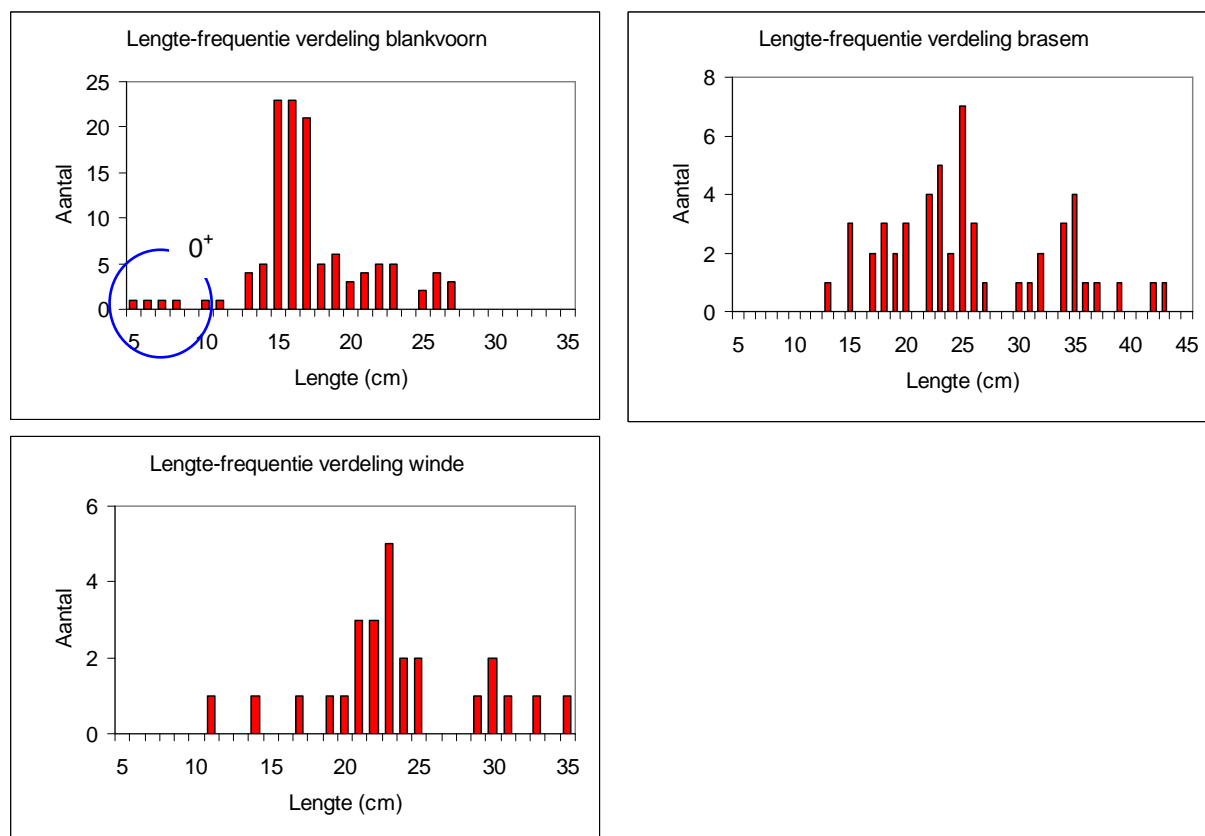 Lengte-frequentie verdeling blankvoorn
25
20
15
10
5
0
Aantal
0+
5 10 15 20 25 30 35
Lengte (cm)
Lengte-frequentie verdeling brasem
8
6
4
2
0
Aantal
5 10 15 20 25 30 35 40 45
Lengte (cm)
Lengte-frequentie verdeling winde
6
4
2
0
Aantal
5 10 15 20 25 30 35
Lengte (cm)